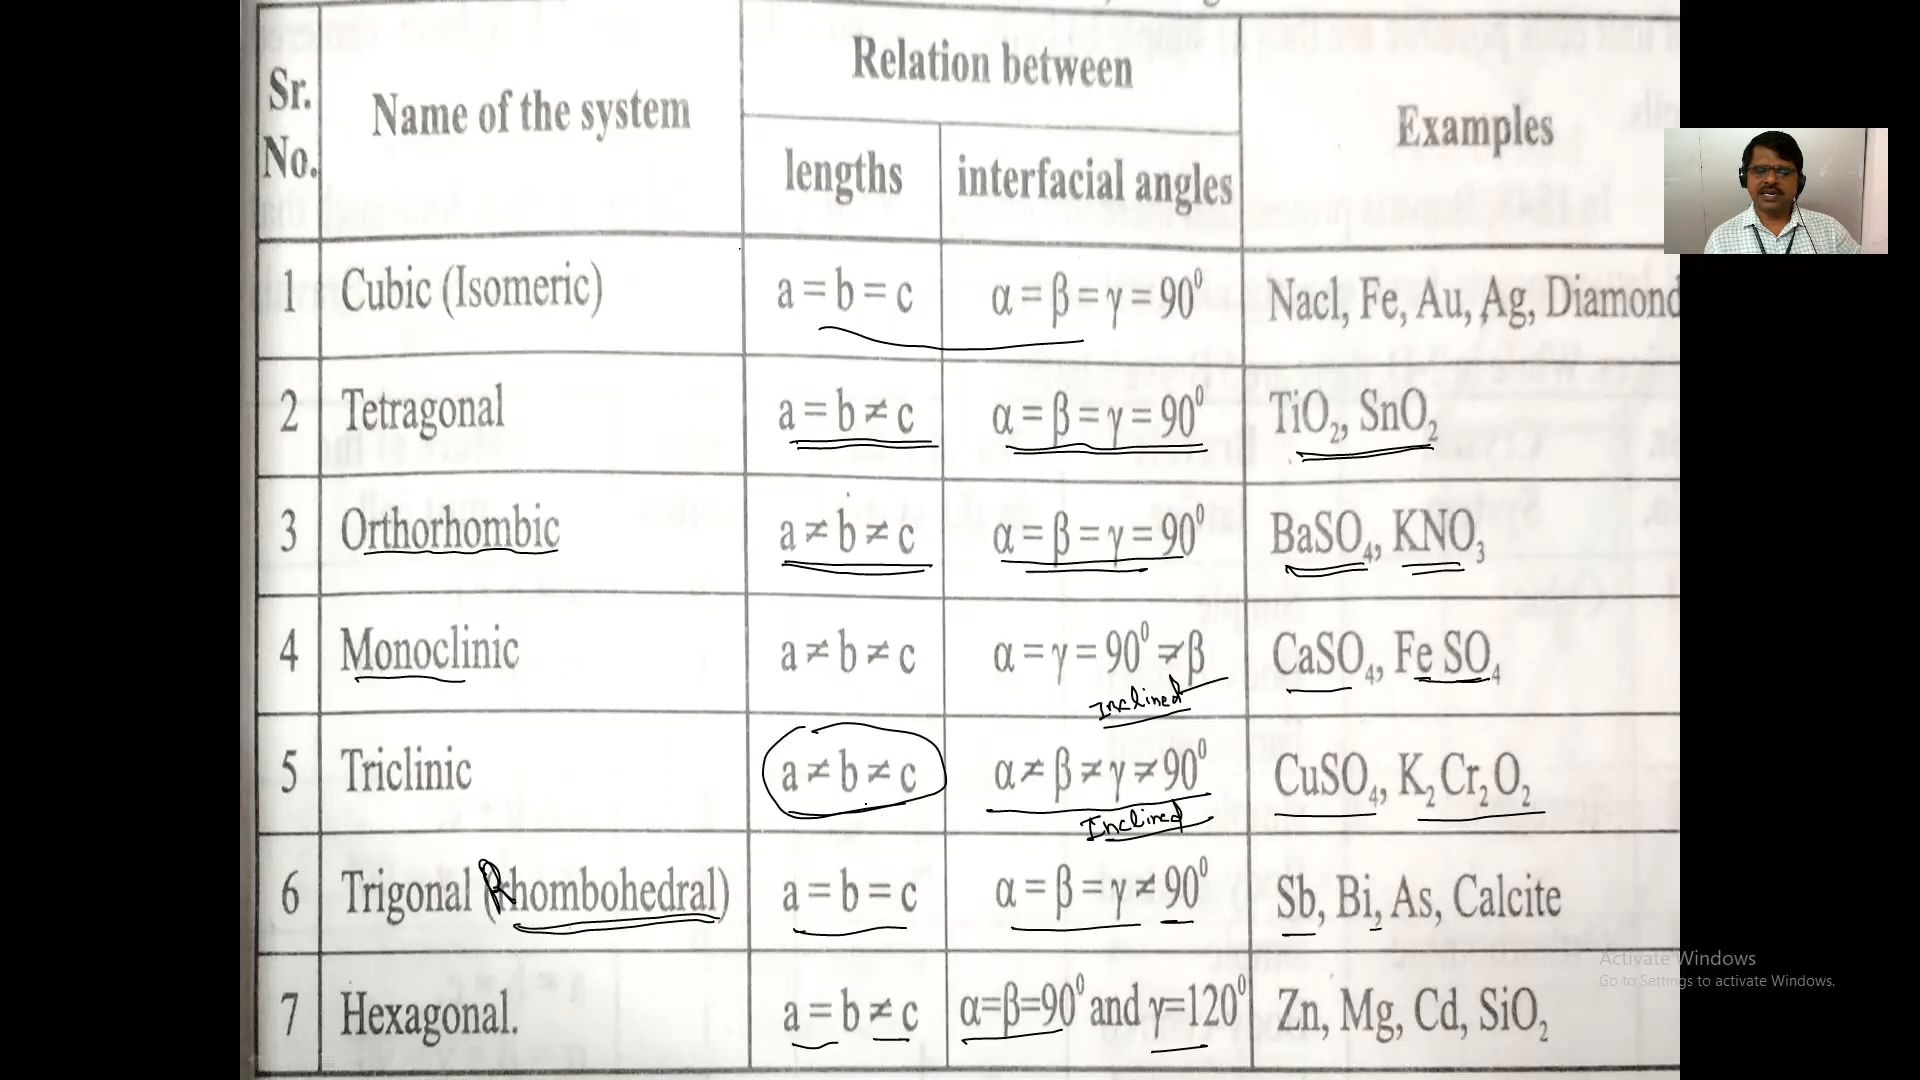 Relation between
Sr. No. Name of the system lengths interfacial angles Examples
1 Cubic (Isomeric) a = b = c α = β = γ = 90⁰ Nacl, Fe, Au, Ag, Diamond
2 Tetragonal a = b ≠ c α = β = γ = 90⁰ TiO₂, SnO₂
3 Orthorhombic a ≠ b ≠ c α = β = γ = 90⁰ BaSO₄, KNO₃
4 Monoclinic a ≠ b ≠ c α = γ = 90⁰ ≠ β CaSO₄, Fe SO₄
Inclined
5 Triclinic a ≠ b ≠ c α ≠ β ≠ γ ≠ 90⁰ CuSO₄, K₂Cr₂O₂
Inclined
6 Trigonal (Rhombohedral) a = b = c α = β = γ ≠ 90⁰ Sb, Bi, As, Calcite
7 Hexagonal. a = b ≠ c α=β=90⁰ and γ=120⁰ Zn, Mg, Cd, SiO₂
Activate Windows
Go to Settings to activate Windows.